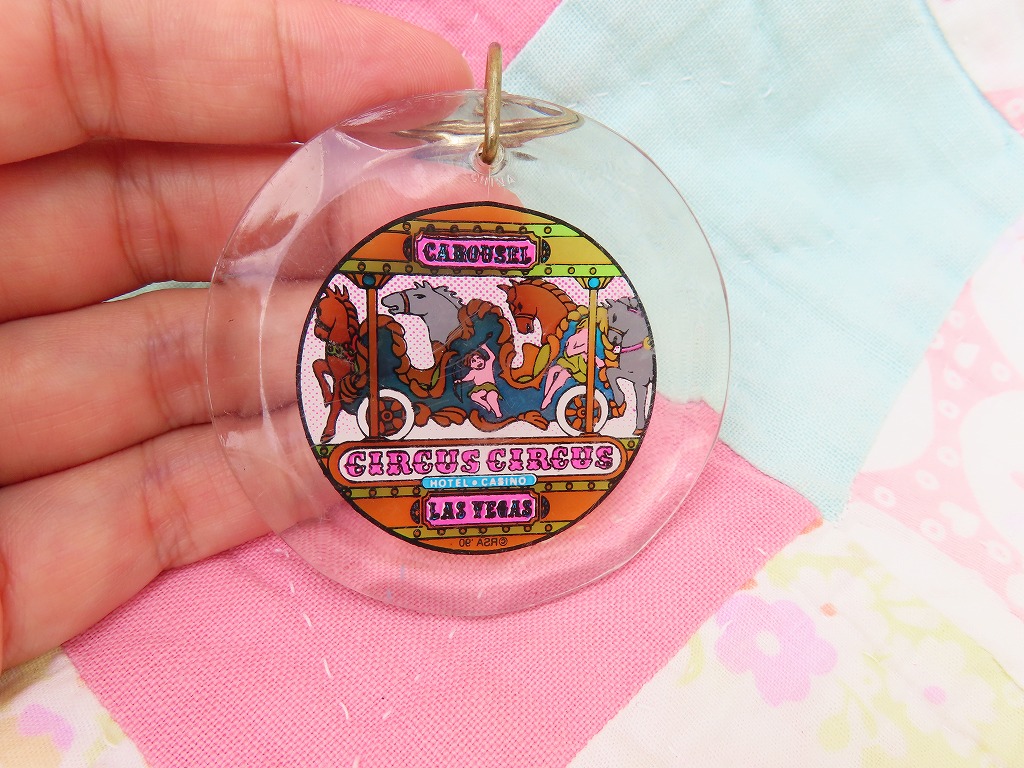 CAROUSEL
CIRCUS CIRCUS
HOTEL • CASINO
LAS VEGAS
© RSA '90